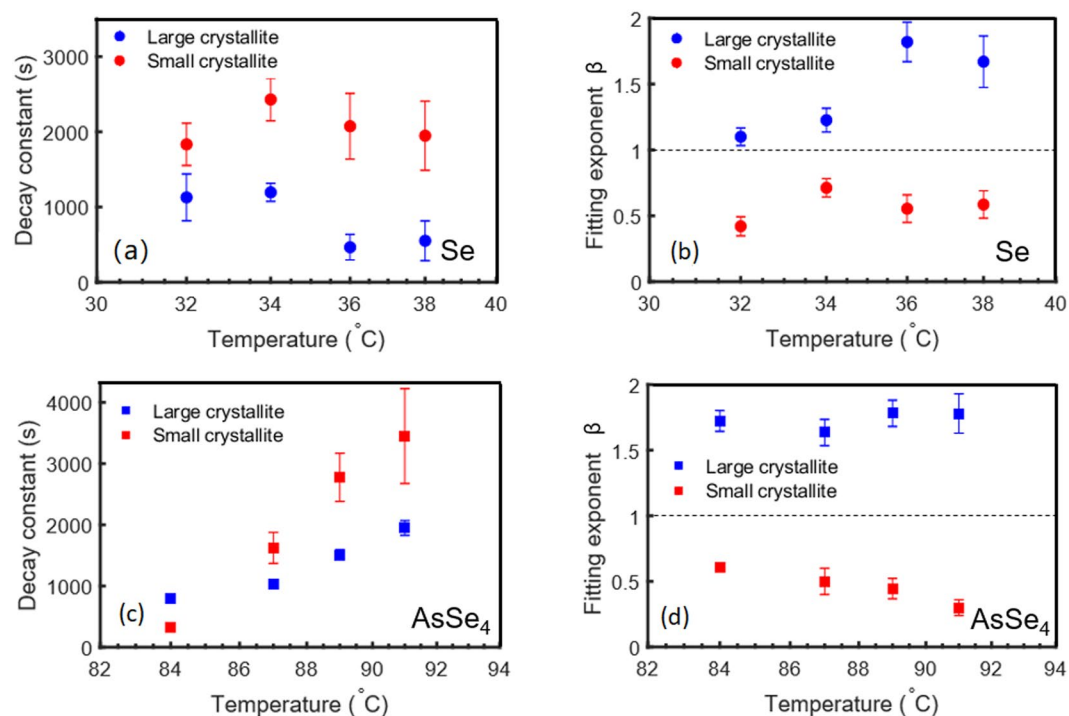 Decay constant (s)
3000
2000
1000
0
Large crystallite
Small crystallite
(a)
Se
30
32
34
36
38
40
Temperature (°C)
Fitting exponent β
2
1.5
1
0.5
0
Large crystallite
Small crystallite
(b)
Se
30
32
34
36
38
40
Temperature (°C)
Decay constant (s)
4000
3000
2000
1000
0
Large crystallite
Small crystallite
(c)
AsSe₄
82
84
86
88
90
92
94
Temperature (°C)
Fitting exponent β
2
1.5
1
0.5
0
Large crystallite
Small crystallite
(d)
AsSe₄
82
84
86
88
90
92
94
Temperature (°C)